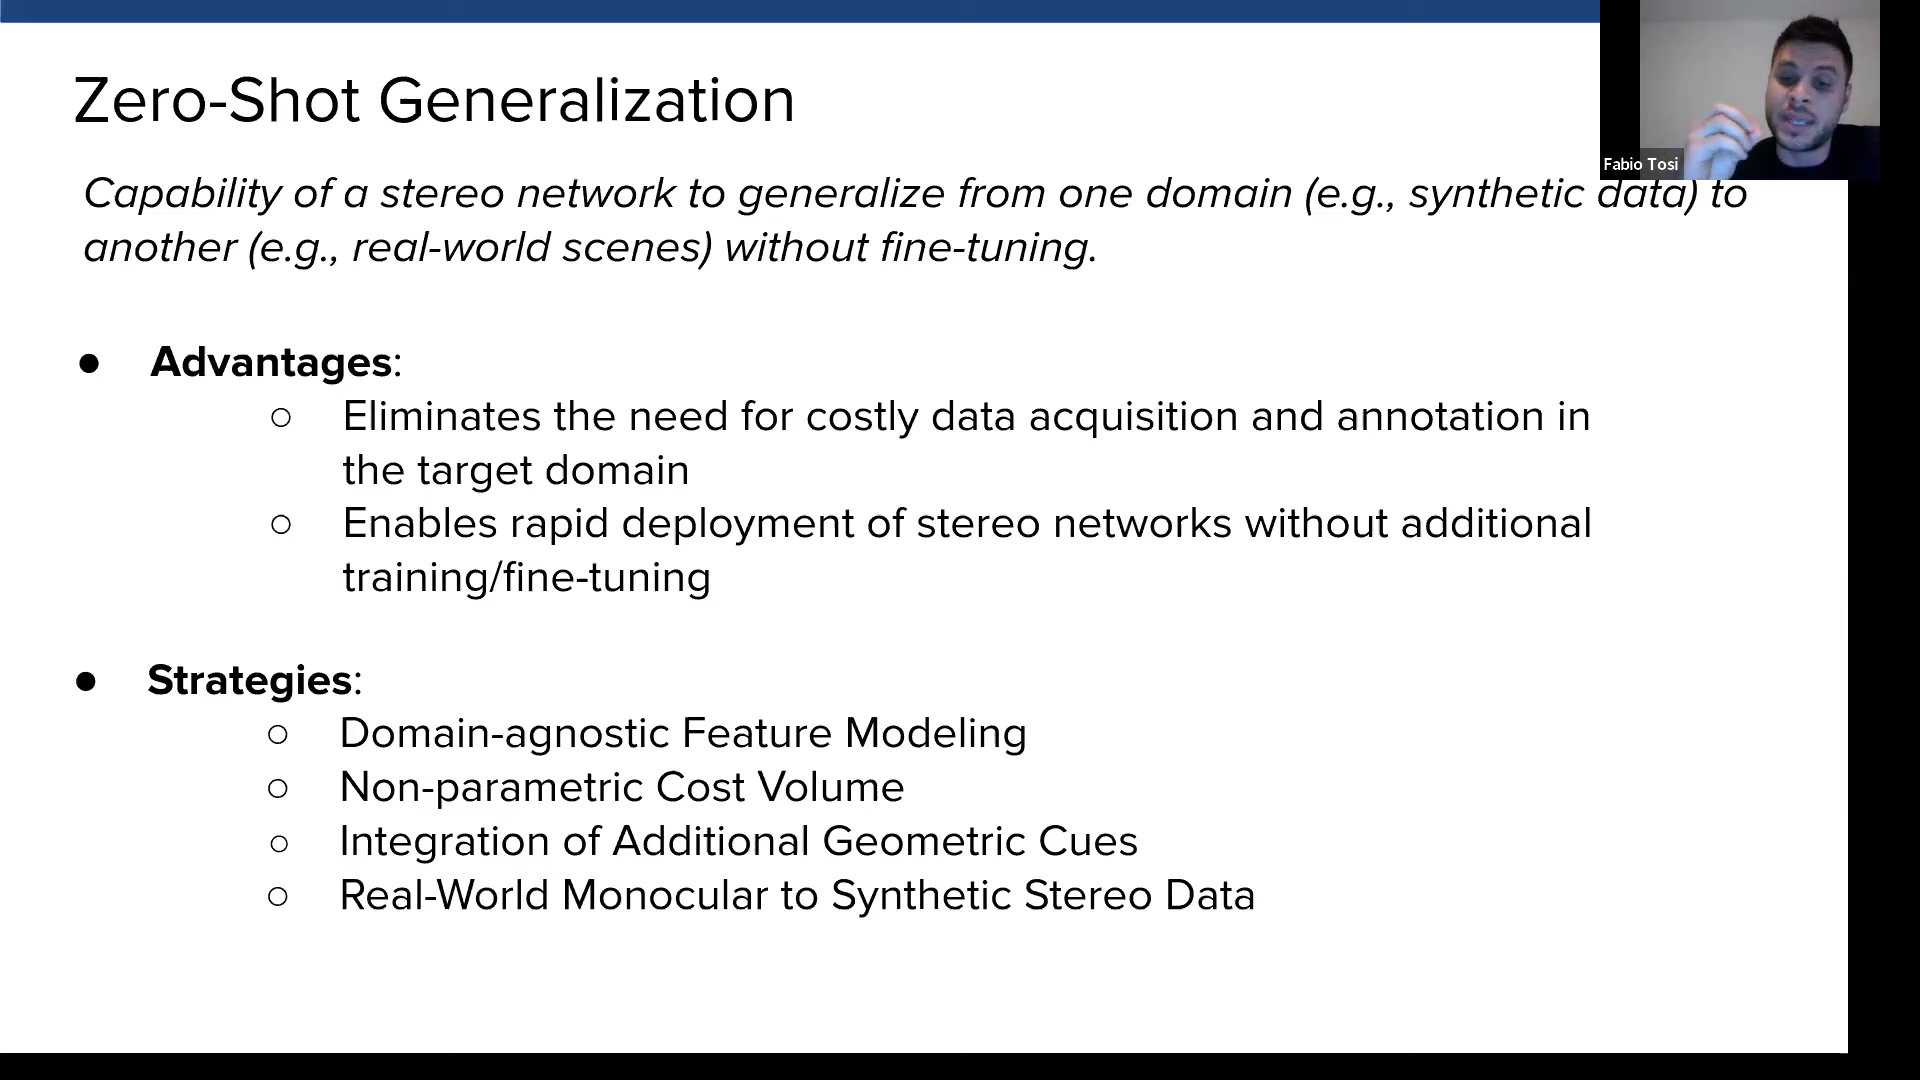 Zero-Shot Generalization
Fabio Tosi
Capability of a stereo network to generalize from one domain (e.g., synthetic data) to
another (e.g., real-world scenes) without fine-tuning.
● Advantages:
○ Eliminates the need for costly data acquisition and annotation in
the target domain
○ Enables rapid deployment of stereo networks without additional
training/fine-tuning
● Strategies:
○ Domain-agnostic Feature Modeling
○ Non-parametric Cost Volume
○ Integration of Additional Geometric Cues
○ Real-World Monocular to Synthetic Stereo Data